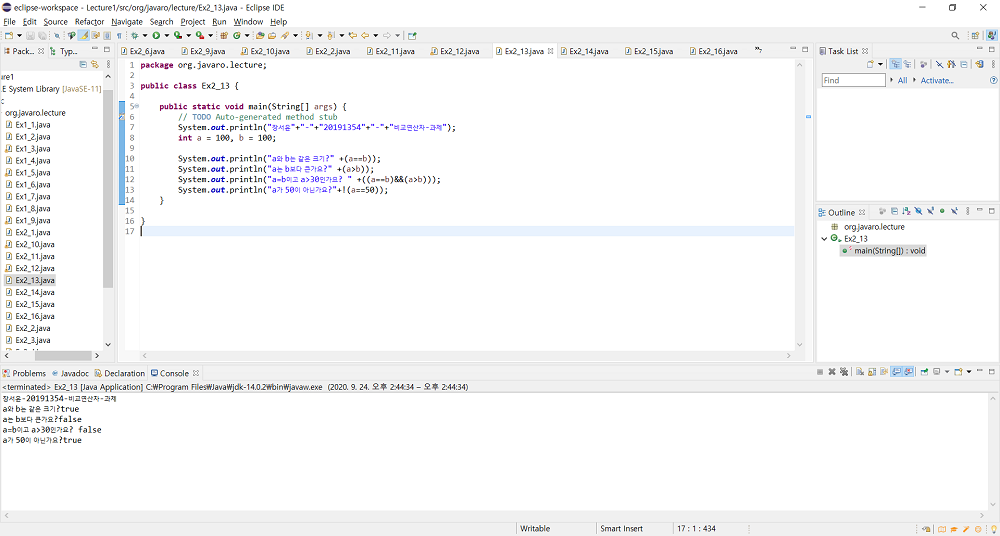 eclipse-workspace - Lecture1/src/org/javaro/lecture/Ex2_13.java - Eclipse IDE
File Edit Source Refactor Navigate Search Project Run Window Help
Pac... Typ...
Ex2_6.java Ex2_9.java Ex2_10.java Ex2_2.java Ex2_11.java Ex2_12.java Ex2_13.java Ex2_14.java Ex2_15.java Ex2_16.java
Task List
Find All Activate...
re1
E System Library [JavaSE-11]
c
org.javaro.lecture
Ex1_1.java
Ex1_2.java
Ex1_3.java
Ex1_4.java
Ex1_5.java
Ex1_6.java
Ex1_7.java
Ex1_8.java
Ex1_9.java
Ex2_1.java
Ex2_10.java
Ex2_11.java
Ex2_12.java
Ex2_13.java
Ex2_14.java
Ex2_15.java
Ex2_16.java
Ex2_2.java
Ex2_3.java
1 package org.javaro.lecture;
2
3 public class Ex2_13 {
4
5 public static void main(String[] args) {
6 // TODO Auto-generated method stub
7 System.out.println("장서윤"+"-"+"20191354"+"-"+"비교연산자-과제");
8 int a = 100, b = 100;
10 System.out.println("a와 b는 같은 크기?" +(a==b));
11 System.out.println("a는 b보다 큰가요?" +(a>b));
12 System.out.println("a=b이고 a>30인가요? " +((a==b)&&(a>b)));
13 System.out.println("a가 50이 아닌가요?"+!(a==50));
14 }
15
16 }
17
Outline
org.javaro.lecture
Ex2_13
main(String[]) : void
Problems Javadoc Declaration Console
<terminated> Ex2_13 [Java Application] C:₩Program Files₩Java₩jdk-14.0.2₩bin₩javaw.exe (2020. 9. 24. 오후 2:44:34 – 오후 2:44:34)
장서윤-20191354-비교연산자-과제
a와 b는 같은 크기?true
a는 b보다 큰가요?false
a=b이고 a>30인가요? false
a가 50이 아닌가요?true
Writable Smart Insert 17 : 1 : 434